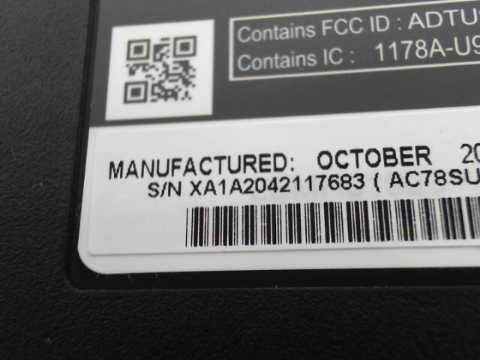 Contains FCC ID : ADTU
Contains IC : 1178A-U9
MANUFACTURED: OCTOBER 20
S/N XA1A2042117683 ( AC78SU